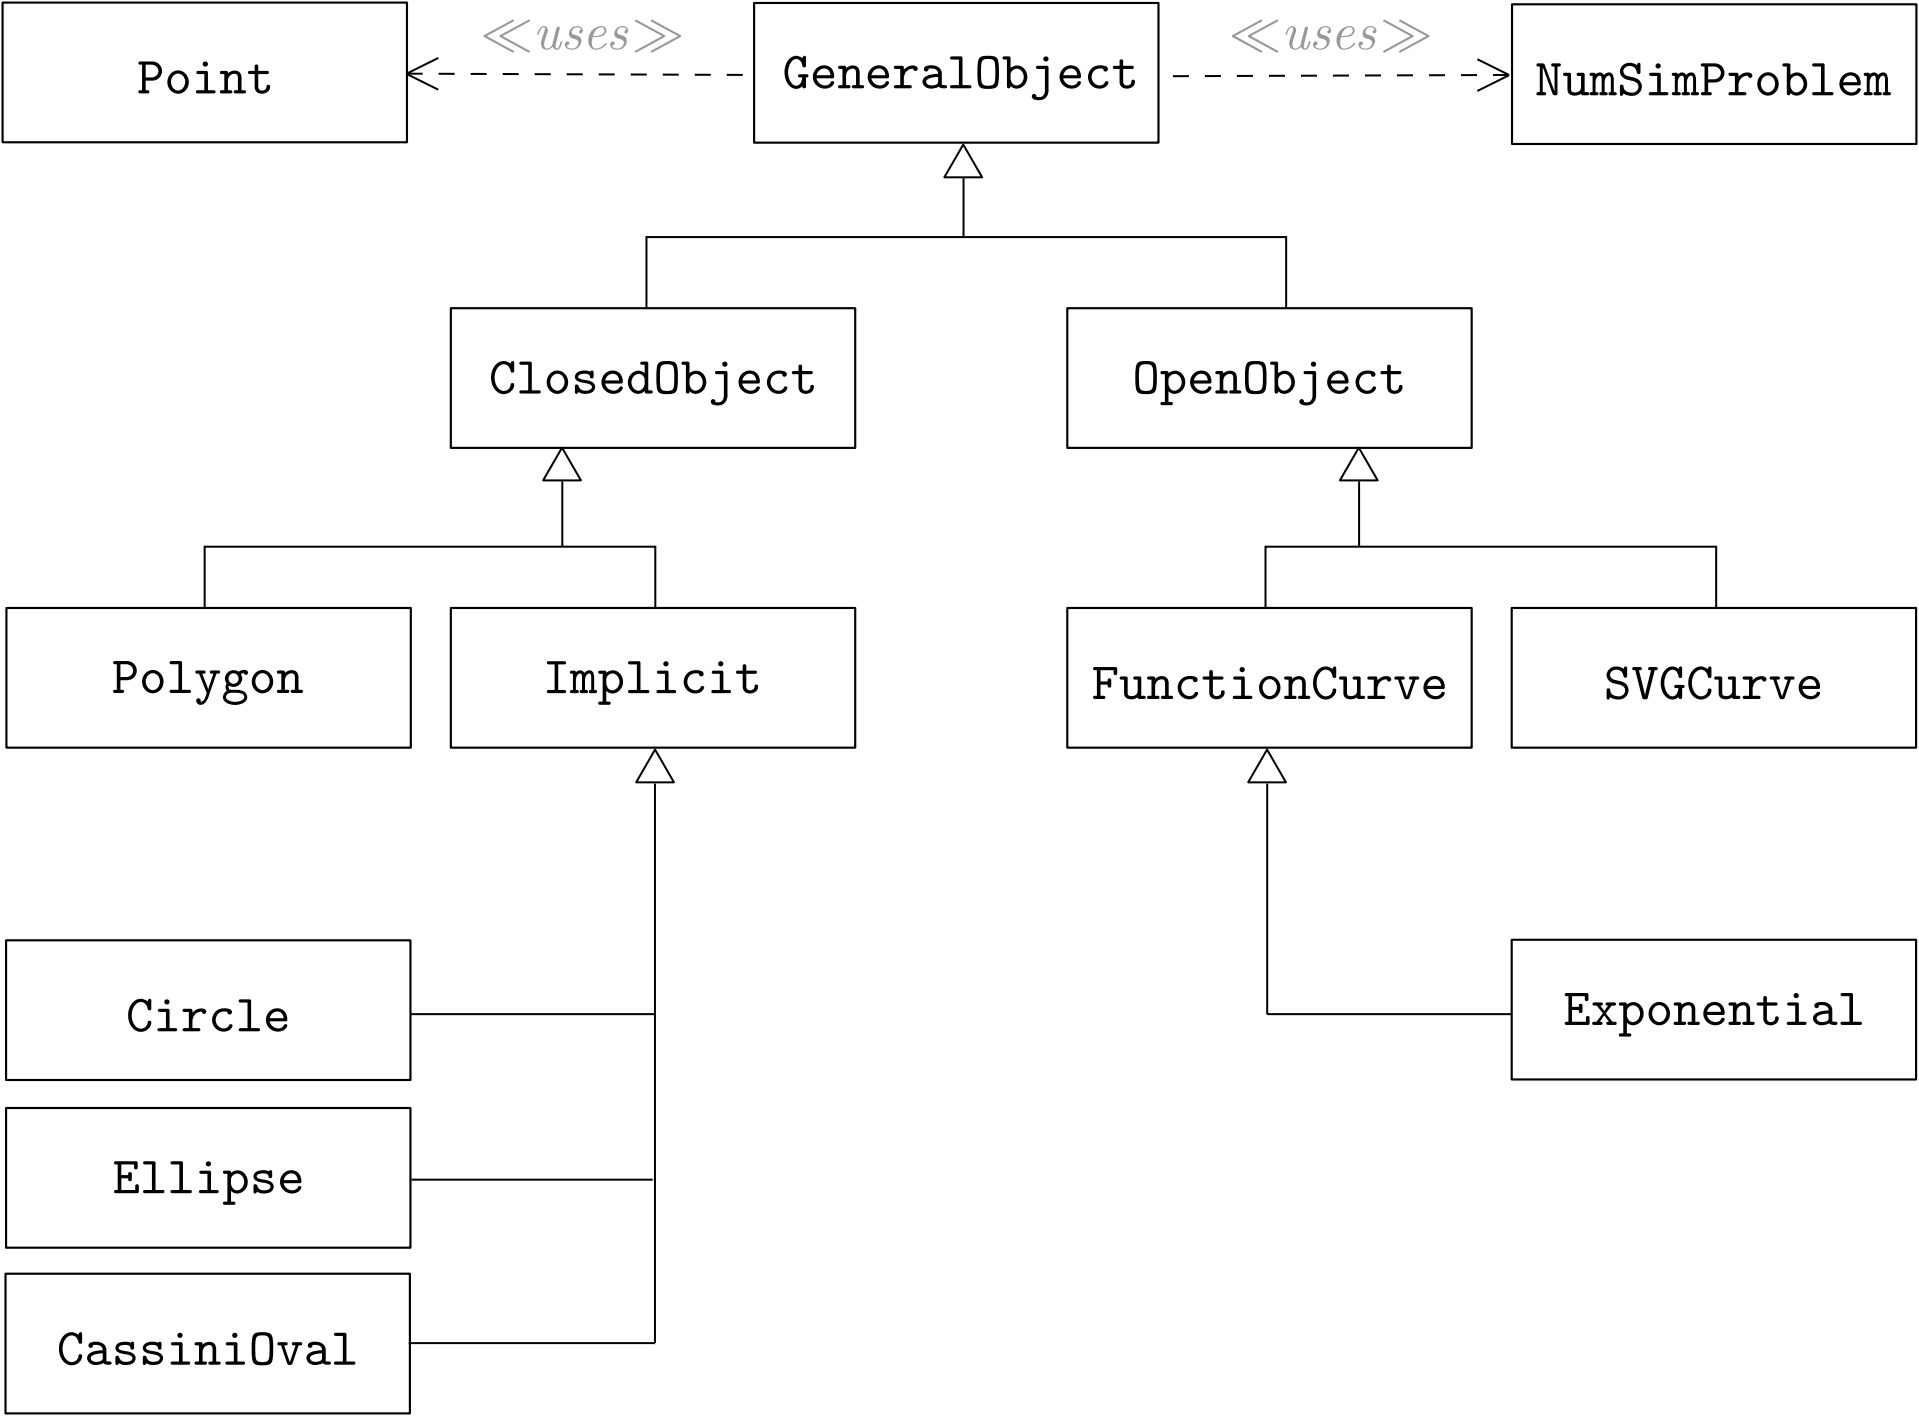 Point
≪uses≫
GeneralObject
≪uses≫
NumSimProblem
ClosedObject
OpenObject
Polygon
Implicit
FunctionCurve
SVGCurve
Circle
Exponential
Ellipse
CassiniOval